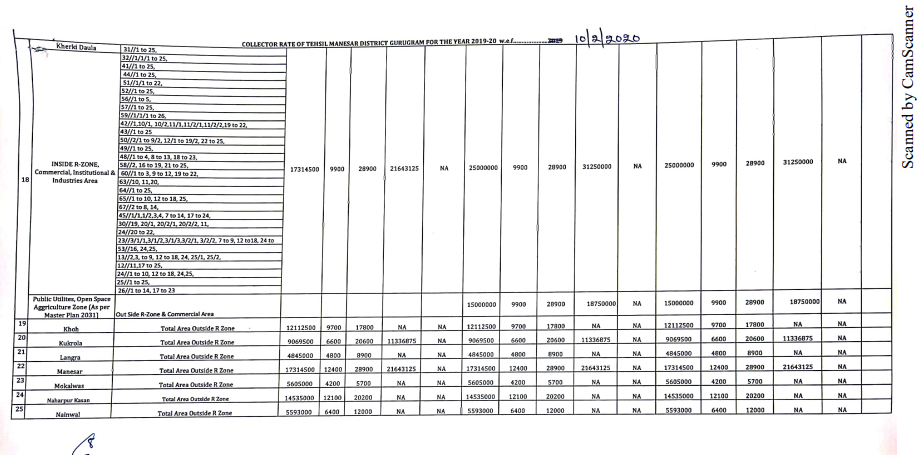 COLLECTOR RATE OF TEHSIL MANESAR DISTRICT GURUGRAM FOR THE YEAR 2019-20 w.e.f.......... 2019 10/2/2020
Kherki Daula
31//1 to 25,
32//1/1/1 to 25,
41//1 to 25,
44//1 to 25,
51//1/1 to 22,
52//1 to 25,
56//1 to 5,
57//1 to 25,
59//1/1/1 to 26,
42//1,10/1, 10/2,11/1,11/2/1,11/2/2,19 to 22,
43//1 to 25
50//2/1 to 9/2, 12/1 to 19/2, 22 to 25,
49//1 to 25,
48//1 to 4, 8 to 13, 18 to 23,
58//2, 16 to 19, 21 to 25,
60//1 to 3, 9 to 12, 19 to 22,
63//10, 11,20,
64//1 to 25,
65//1 to 10, 12 to 18, 25,
67//2 to 8, 14,
45//1/1,1/2,3,4, 7 to 14, 17 to 24,
30//19, 20/1, 20/2/1, 20/2/2, 11,
24//20 to 22,
23//3/1/1,3/1/2,3/1/3,3/2/1, 3/2/2, 7 to 9, 12 to18, 24 to
53//16, 24,25,
13//2,3, to 9, 12 to 18, 24, 25/1, 25/2,
12//11,17 to 25,
24//1 to 10, 12 to 18, 24,25,
25//1 to 25,
26//1 to 14, 17 to 23
18 INSIDE R-ZONE, Commercial, Institutional & Industries Area 17314500 9900 28900 21643125 NA 25000000 9900 28900 31250000 NA 25000000 9900 28900 31250000 NA
Public Utilites, Open Space
Aggriculture Zone (As per
Master Plan 2031) Out Side R-Zone & Commercial Area 15000000 9900 28900 18750000 NA 15000000 9900 28900 18750000 NA
19 Khoh Total Area Outside R Zone 12112500 9700 17800 NA NA 12112500 9700 17800 NA NA 12112500 9700 17800 NA NA
20 Kukrola Total Area Outside R Zone 9069500 6600 20600 11336875 NA 9069500 6600 20600 11336875 NA 9069500 6600 20600 11336875 NA
21 Langra Total Area Outside R Zone 4845000 4800 8900 NA NA 4845000 4800 8900 NA NA 4845000 4800 8900 NA NA
22 Manesar Total Area Outside R Zone 17314500 12400 28900 21643125 NA 17314500 12400 28900 21643125 NA 17314500 12400 28900 21643125 NA
23 Mokalwas Total Area Outside R Zone 5605000 4200 5700 NA NA 5605000 4200 5700 NA NA 5605000 4200 5700 NA NA
24 Naharpur Kasan Total Area Outside R Zone 14535000 12100 20200 NA NA 14535000 12100 20200 NA NA 14535000 12100 20200 NA NA
25 Nainwal Total Area Outside R Zone 5593000 6400 12000 NA NA 5593000 6400 12000 NA NA 5593000 6400 12000 NA NA
Scanned by CamScanner